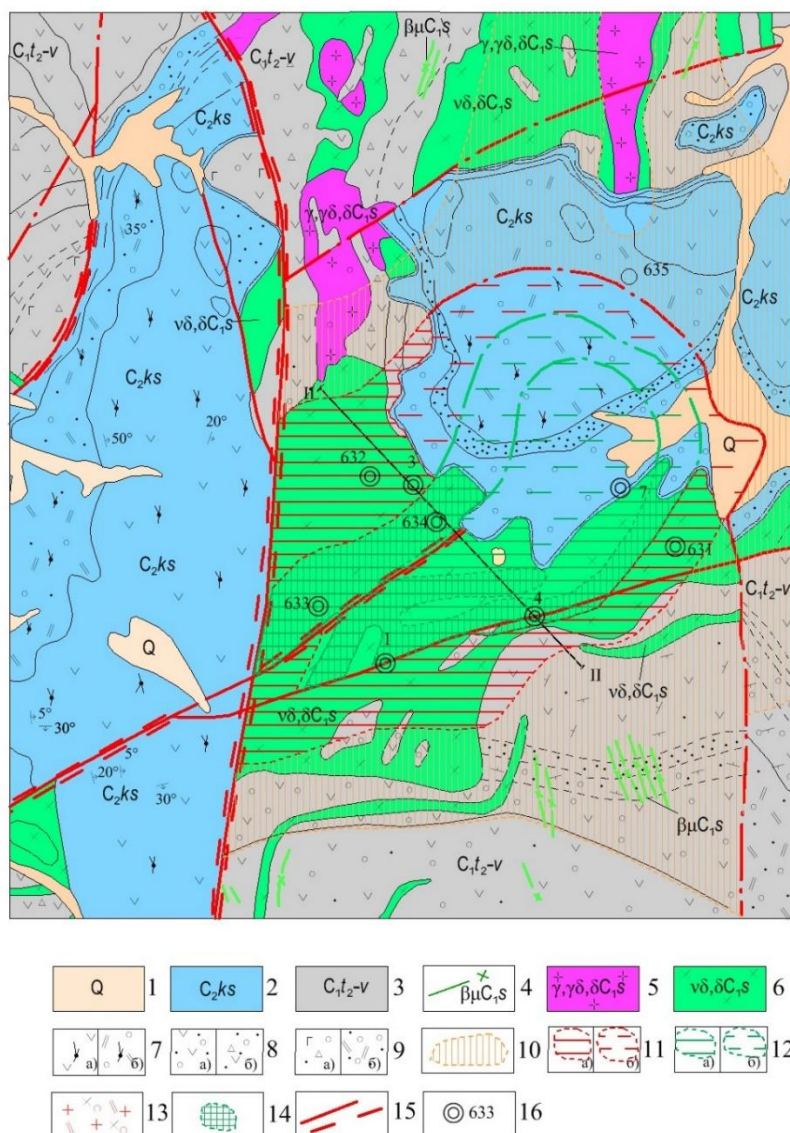 βμC₁s
C₁t₂-v
C₁t₂-v
γ,γδ,δC₁s
C₂ks
νδ,δC₁s
C₂ks
γ,γδ,δC₁s
C₂ks
35°
635
C₂ks
νδ,δC₁s
C₂ks
II
50°
20°
Q
632
3
7
634
631
C₂ks
C₁t₂-v
633
4
1
Q
II
νδ,δC₁s
νδ,δC₁s
5°
30°
5°
20°
30°
C₂ks
βμC₁s
C₁t₂-v
Q 1 C₂ks 2 C₁t₂-v 3 βμC₁s 4 γ,γδ,δC₁s 5 νδ,δC₁s 6
а) б) 7 а) б) 8 а) б) 9 10 а) б) 11 а) б) 12
13 14 15 633 16